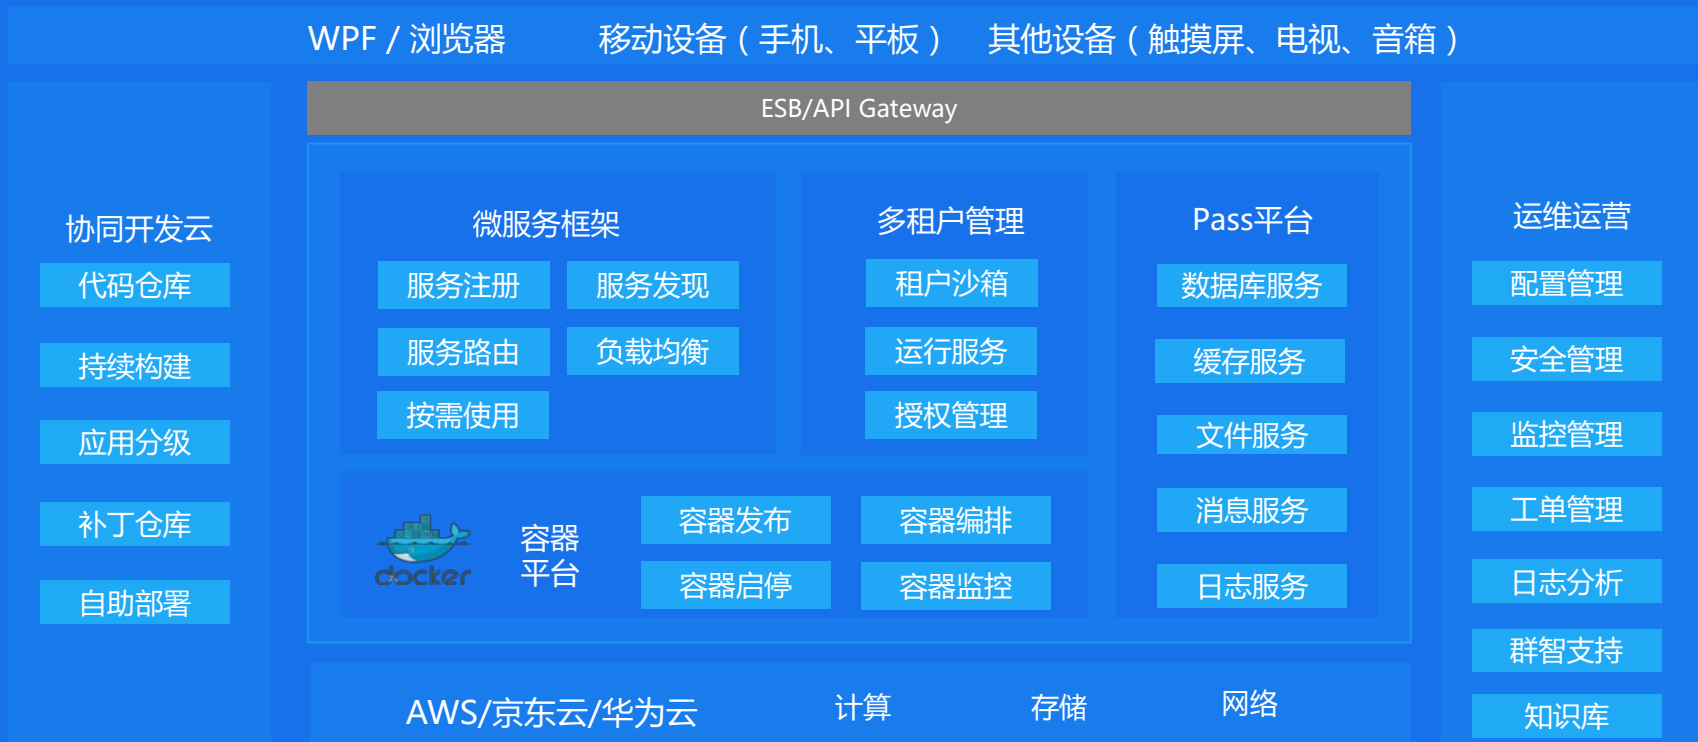 WPF / 浏览器 移动设备（手机、平板） 其他设备（触摸屏、电视、音箱）
ESB/API Gateway
协同开发云
代码仓库
持续构建
应用分级
补丁仓库
自助部署
微服务框架
服务注册 服务发现
服务路由 负载均衡
按需使用
多租户管理
租户沙箱
运行服务
授权管理
Pass平台
数据库服务
缓存服务
文件服务
消息服务
日志服务
docker
容器
平台
容器发布 容器编排
容器启停 容器监控
运维运营
配置管理
安全管理
监控管理
工单管理
日志分析
群智支持
知识库
AWS/京东云/华为云 计算 存储 网络